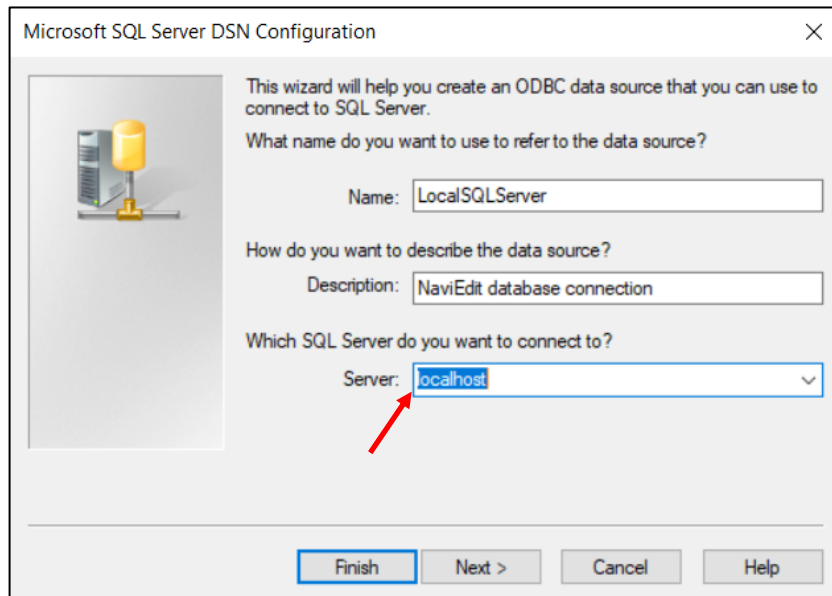 Microsoft SQL Server DSN Configuration
This wizard will help you create an ODBC data source that you can use to
connect to SQL Server.
What name do you want to use to refer to the data source?
Name: LocalSQLServer
How do you want to describe the data source?
Description: NaviEdit database connection
Which SQL Server do you want to connect to?
Server: localhost
Finish Next > Cancel Help